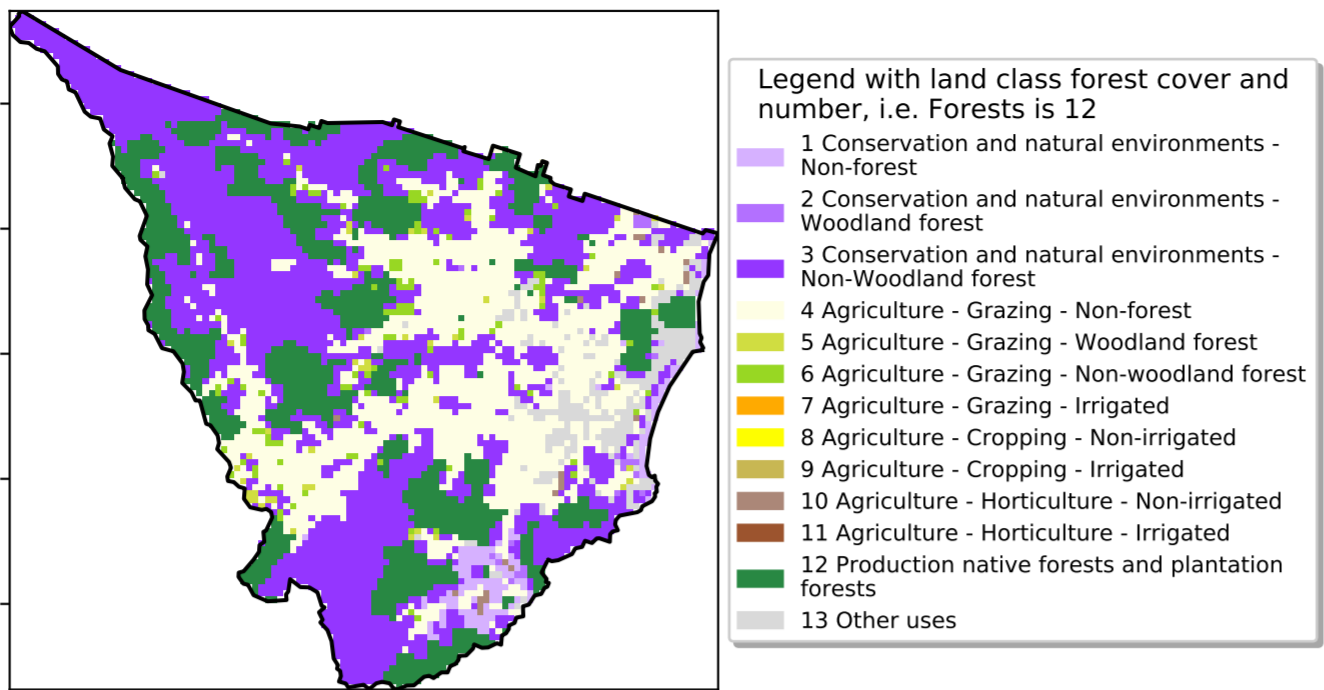 Legend with land class forest cover and
number, i.e. Forests is 12
1 Conservation and natural environments -
Non-forest
2 Conservation and natural environments -
Woodland forest
3 Conservation and natural environments -
Non-Woodland forest
4 Agriculture - Grazing - Non-forest
5 Agriculture - Grazing - Woodland forest
6 Agriculture - Grazing - Non-woodland forest
7 Agriculture - Grazing - Irrigated
8 Agriculture - Cropping - Non-irrigated
9 Agriculture - Cropping - Irrigated
10 Agriculture - Horticulture - Non-irrigated
11 Agriculture - Horticulture - Irrigated
12 Production native forests and plantation
forests
13 Other uses